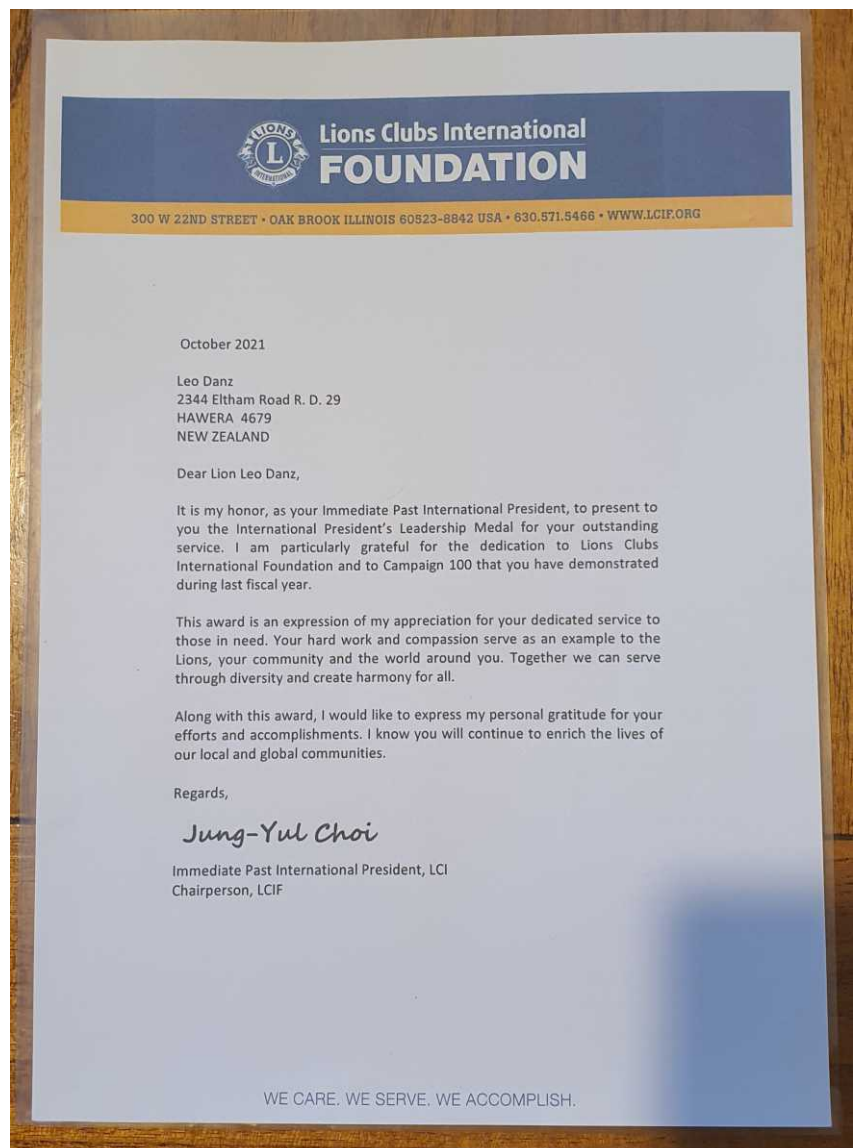 LIONS
L
INTERNATIONAL
Lions Clubs International
FOUNDATION
300 W 22ND STREET • OAK BROOK ILLINOIS 60523-8842 USA • 630.571.5466 • WWW.LCIF.ORG
October 2021
Leo Danz
2344 Eltham Road R. D. 29
HAWERA 4679
NEW ZEALAND
Dear Lion Leo Danz,
It is my honor, as your Immediate Past International President, to present to
you the International President's Leadership Medal for your outstanding
service. I am particularly grateful for the dedication to Lions Clubs
International Foundation and to Campaign 100 that you have demonstrated
during last fiscal year.
This award is an expression of my appreciation for your dedicated service to
those in need. Your hard work and compassion serve as an example to the
Lions, your community and the world around you. Together we can serve
through diversity and create harmony for all.
Along with this award, I would like to express my personal gratitude for your
efforts and accomplishments. I know you will continue to enrich the lives of
our local and global communities.
Regards,
Jung-Yul Choi
Immediate Past International President, LCI
Chairperson, LCIF
WE CARE. WE SERVE. WE ACCOMPLISH.